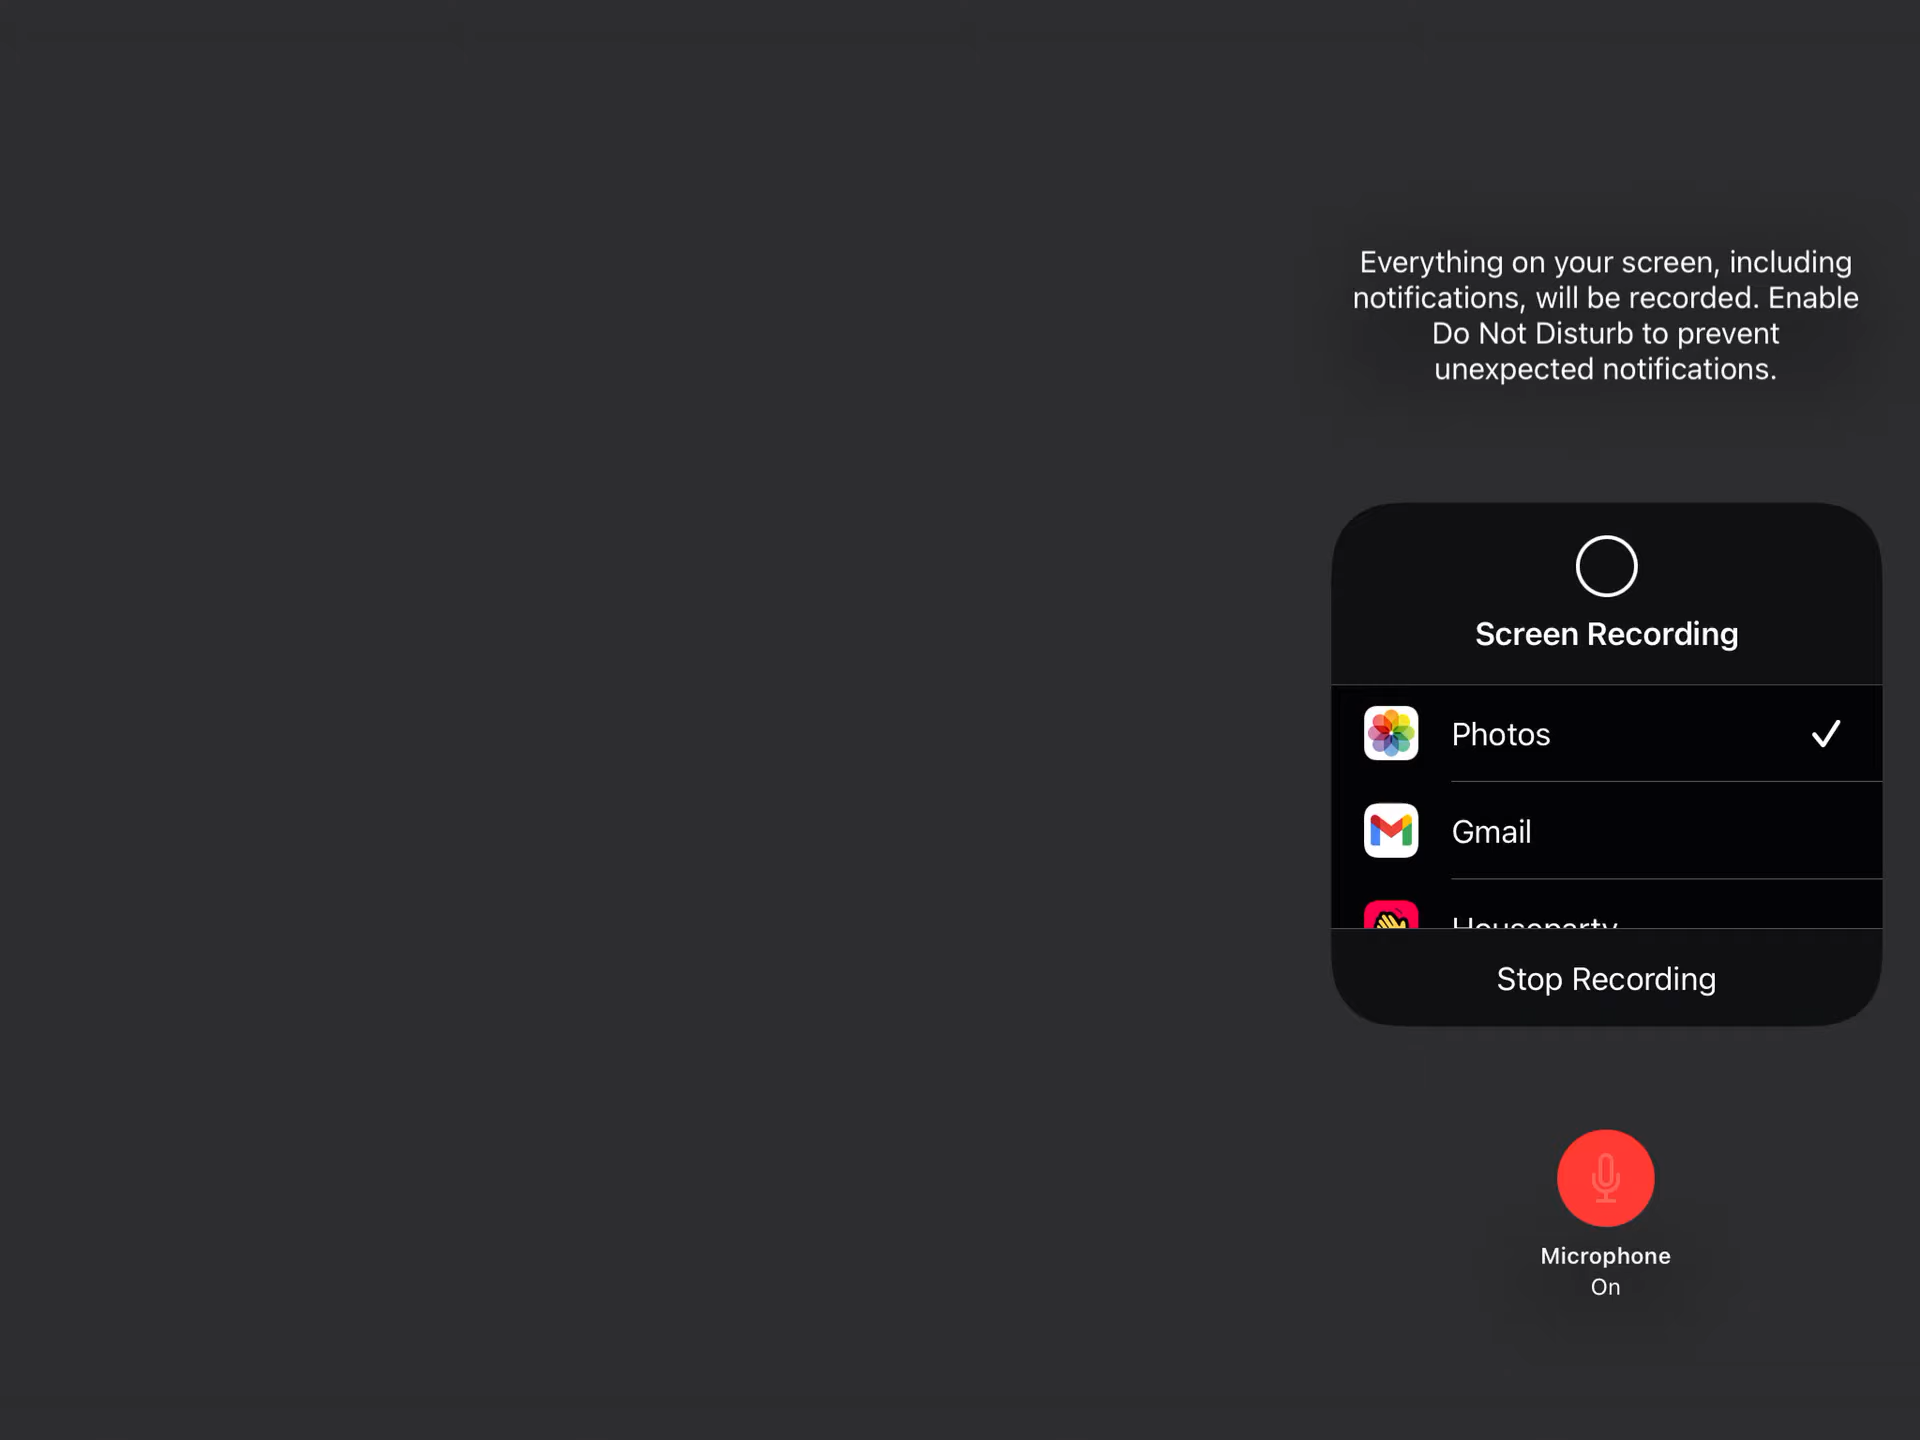 Everything on your screen, including
notifications, will be recorded. Enable
Do Not Disturb to prevent
unexpected notifications.
Screen Recording
Photos
Gmail
Houseparty
Stop Recording
Microphone
On